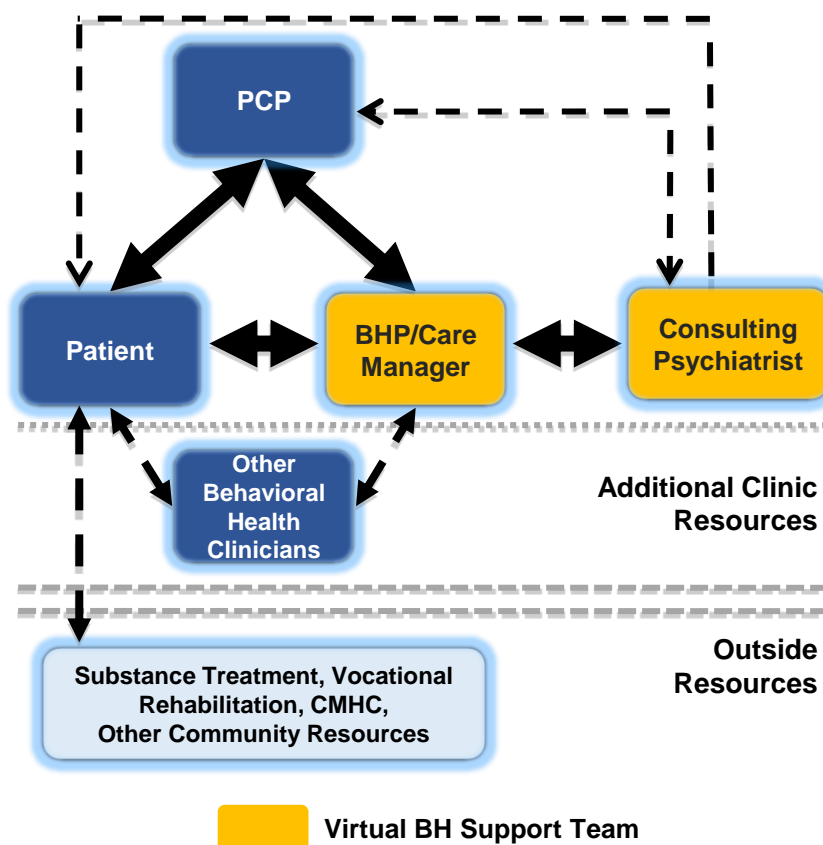 PCP
Patient
BHP/Care
Manager
Consulting
Psychiatrist
Other
Behavioral
Health
Clinicians
Additional Clinic
Resources
Outside
Resources
Substance Treatment, Vocational
Rehabilitation, CMHC,
Other Community Resources
Virtual BH Support Team